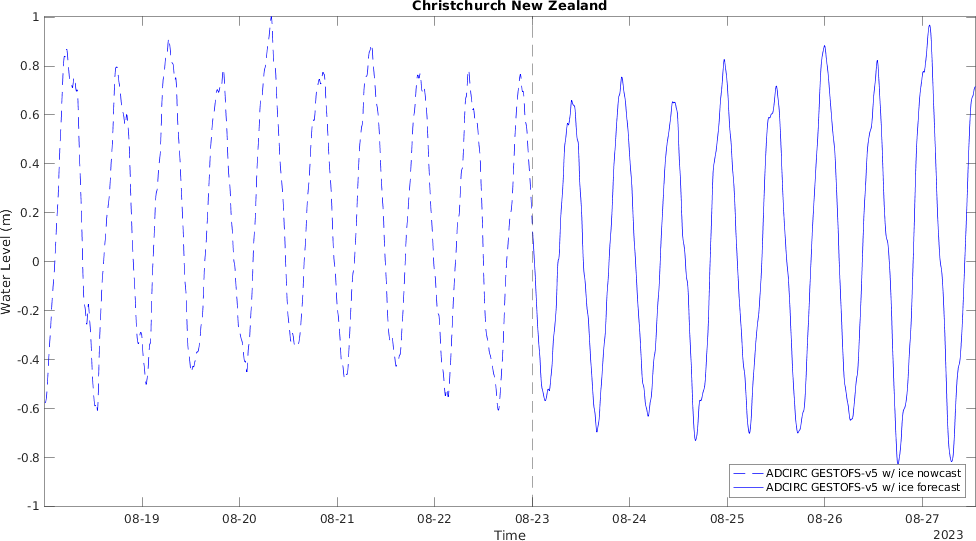 Christchurch New Zealand
1
0.8
0.6
0.4
0.2
0
-0.2
-0.4
-0.6
-0.8
-1
Water Level (m)
ADCIRC GESTOFS-v5 w/ ice nowcast
ADCIRC GESTOFS-v5 w/ ice forecast
08-19 08-20 08-21 08-22 08-23 08-24 08-25 08-26 08-27
Time
2023